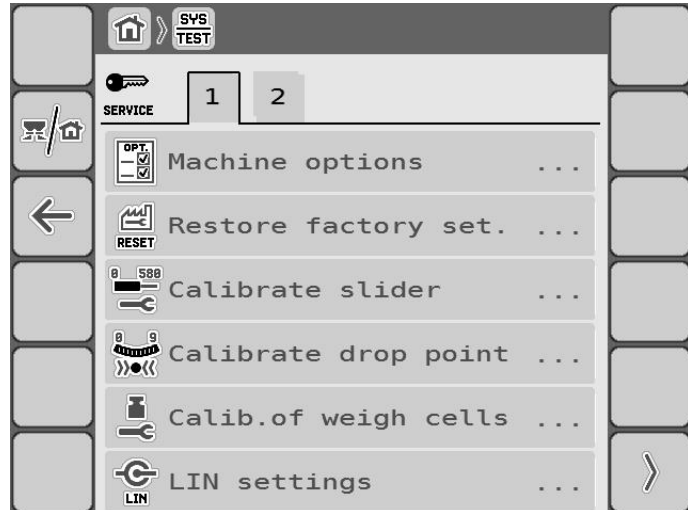 SYS
TEST
SERVICE
1 2
OPT.
Machine options ...
RESET
Restore factory set. ...
0 580
Calibrate slider ...
0 9
Calibrate drop point ...
Calib.of weigh cells ...
LIN
LIN settings ...